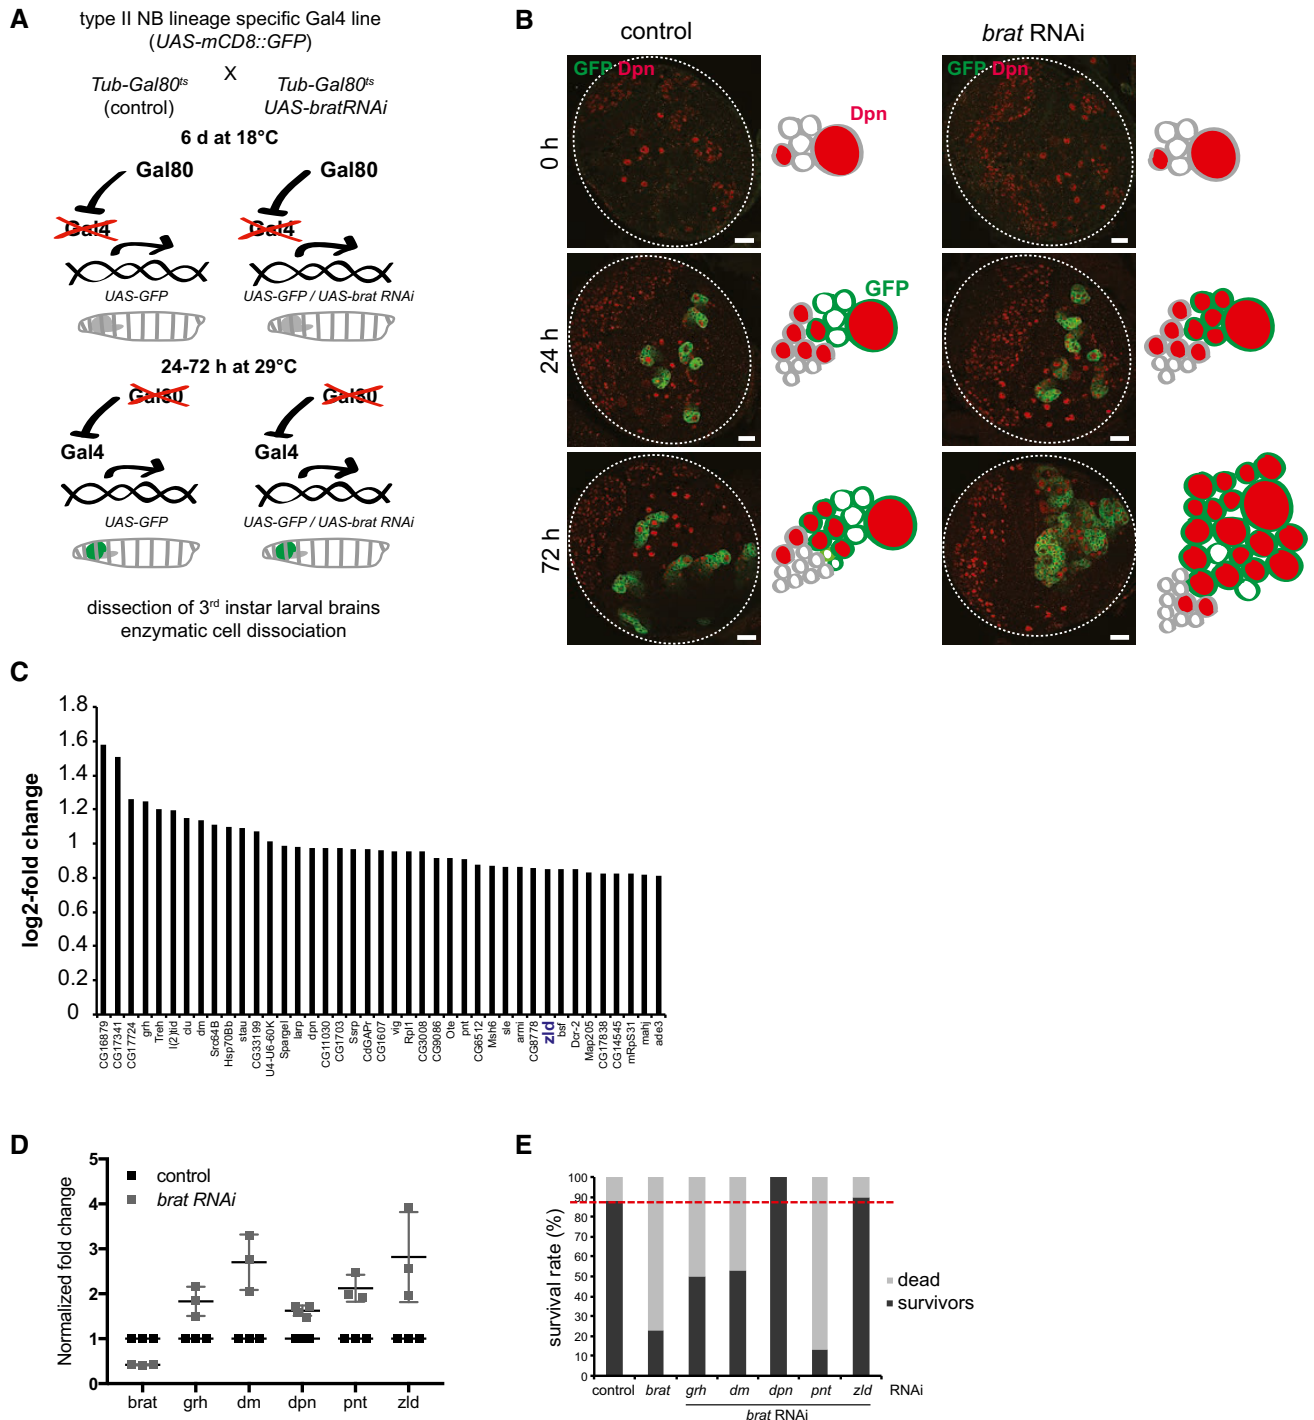 A
type II NB lineage specific Gal4 line
(UAS-mCD8::GFP)
X
Tub-Gal80ts
(control)
Tub-Gal80ts
UAS-bratRNAi
6 d at 18°C
Gal80
Gal80
Gal4
Gal4
UAS-GFP
UAS-GFP / UAS-brat RNAi
24-72 h at 29°C
Gal80
Gal80
Gal4
Gal4
UAS-GFP
UAS-GFP / UAS-brat RNAi
dissection of 3rd instar larval brains
enzymatic cell dissociation
B
control
brat RNAi
GFP Dpn
Dpn
GFP Dpn
0 h
24 h
GFP
72 h
C
log2-fold change
1.8
1.6
1.4
1.2
1
0.8
0.6
0.4
0.2
0
CG16879
CG17341
CG17724
grh
Treh
l(2)tid
clu
dm
Src64B
Hsp70Bb
stau
CG33199
U4-U6-60K
Spargel
larp
dpn
CG11030
CG1703
Ssrp
CdGAPr
CG1607
vig
RpI1
CG3008
CG9086
Ote
pnt
CG6512
Msh6
sle
armi
CG8778
zld
bsf
Dcr-2
Map205
CG17838
CG14545
mRpS31
mahj
ade3
D
Normalized fold change
5
4
3
2
1
0
control
brat RNAi
brat grh dm dpn pnt zld
E
survival rate (%)
100
90
80
70
60
50
40
30
20
10
0
dead
survivors
control brat grh dm dpn pnt zld RNAi
brat RNAi